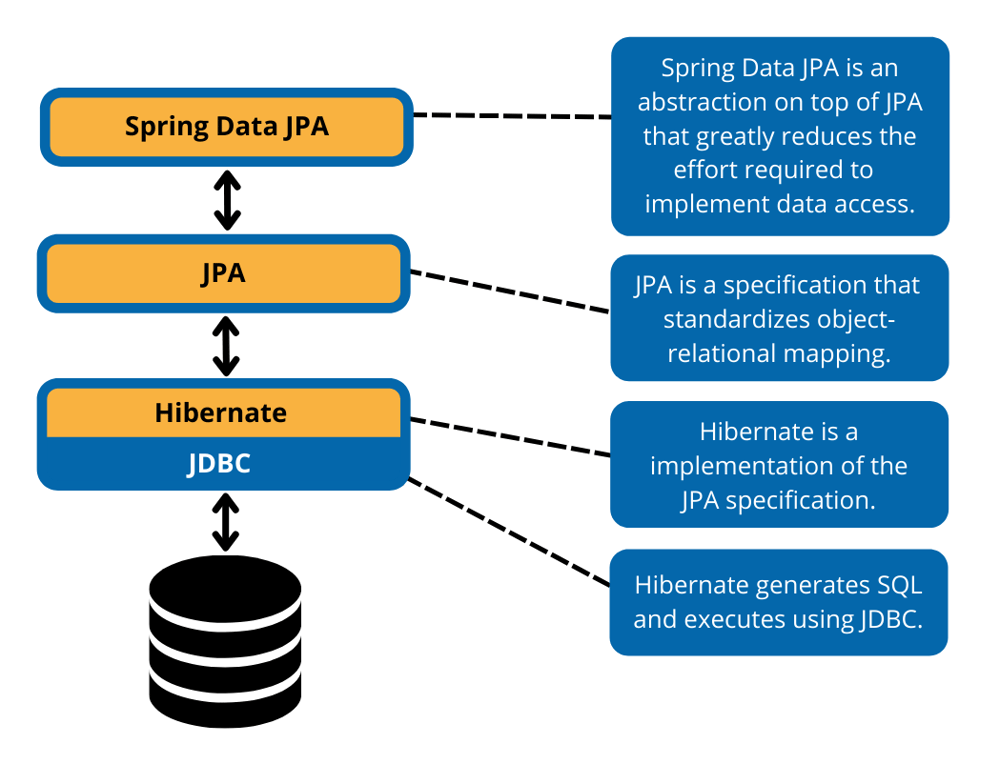 Spring Data JPA
Spring Data JPA is an
abstraction on top of JPA
that greatly reduces the
effort required to
implement data access.
JPA
JPA is a specification that
standardizes object-
relational mapping.
Hibernate
JDBC
Hibernate is a
implementation of the
JPA specification.
Hibernate generates SQL
and executes using JDBC.